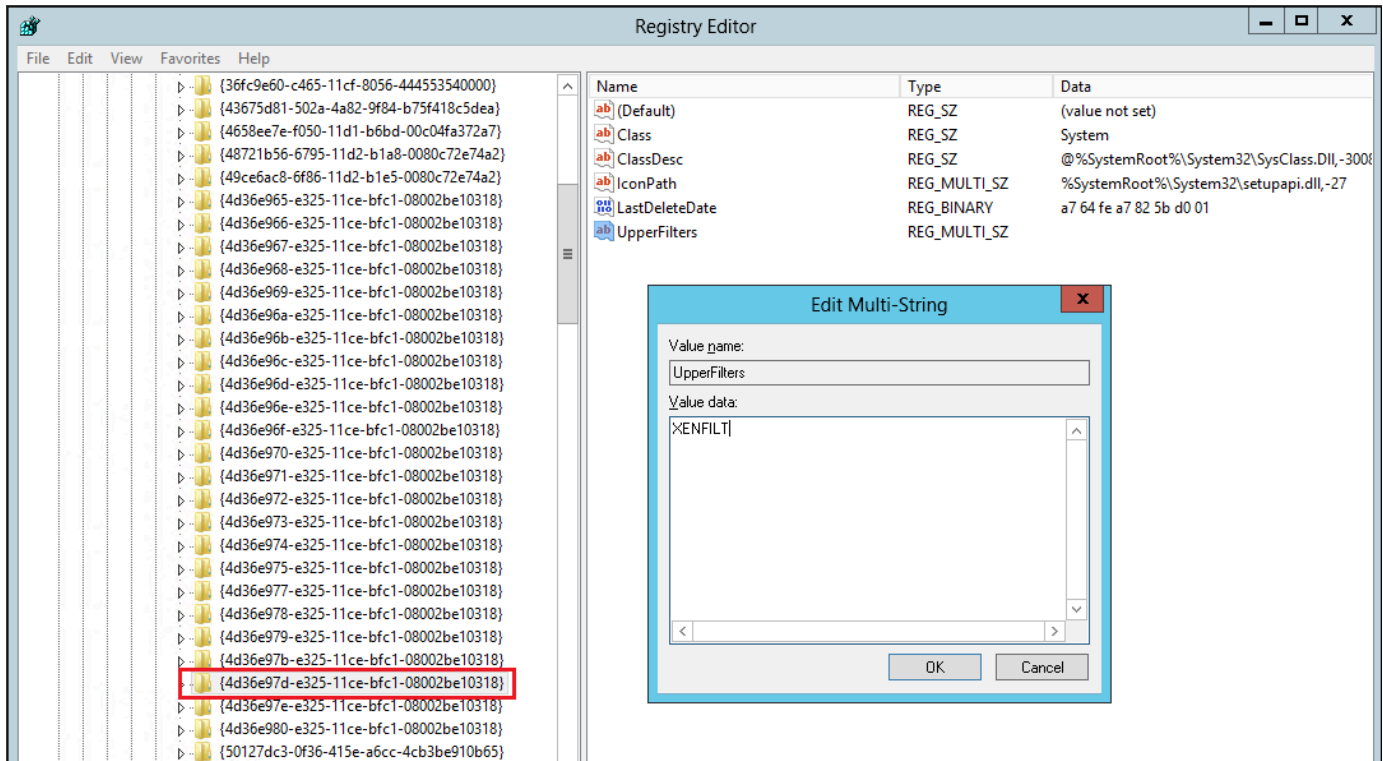 Registry Editor
File Edit View Favorites Help
{36fc9e60-c465-11cf-8056-444553540000}
{43675d81-502a-4a82-9f84-b75f418c5dea}
{4658ee7e-f050-11d1-b6bd-00c04fa372a7}
{48721b56-6795-11d2-b1a8-0080c72e74a2}
{49ce6ac8-6f86-11d2-b1e5-0080c72e74a2}
{4d36e965-e325-11ce-bfc1-08002be10318}
{4d36e966-e325-11ce-bfc1-08002be10318}
{4d36e967-e325-11ce-bfc1-08002be10318}
{4d36e968-e325-11ce-bfc1-08002be10318}
{4d36e969-e325-11ce-bfc1-08002be10318}
{4d36e96a-e325-11ce-bfc1-08002be10318}
{4d36e96b-e325-11ce-bfc1-08002be10318}
{4d36e96c-e325-11ce-bfc1-08002be10318}
{4d36e96d-e325-11ce-bfc1-08002be10318}
{4d36e96e-e325-11ce-bfc1-08002be10318}
{4d36e96f-e325-11ce-bfc1-08002be10318}
{4d36e970-e325-11ce-bfc1-08002be10318}
{4d36e971-e325-11ce-bfc1-08002be10318}
{4d36e972-e325-11ce-bfc1-08002be10318}
{4d36e973-e325-11ce-bfc1-08002be10318}
{4d36e974-e325-11ce-bfc1-08002be10318}
{4d36e975-e325-11ce-bfc1-08002be10318}
{4d36e977-e325-11ce-bfc1-08002be10318}
{4d36e978-e325-11ce-bfc1-08002be10318}
{4d36e979-e325-11ce-bfc1-08002be10318}
{4d36e97b-e325-11ce-bfc1-08002be10318}
{4d36e97d-e325-11ce-bfc1-08002be10318}
{4d36e97e-e325-11ce-bfc1-08002be10318}
{4d36e980-e325-11ce-bfc1-08002be10318}
{50127dc3-0f36-415e-a6cc-4cb3be910b65}
Name Type Data
(Default) REG_SZ (value not set)
Class REG_SZ System
ClassDesc REG_SZ @%SystemRoot%\System32\SysClass.Dll,-3008
IconPath REG_MULTI_SZ %SystemRoot%\System32\setupapi.dll,-27
LastDeleteDate REG_BINARY a7 64 fe a7 82 5b d0 01
UpperFilters REG_MULTI_SZ
Edit Multi-String
Value name:
UpperFilters
Value data:
XENFILT
OK Cancel